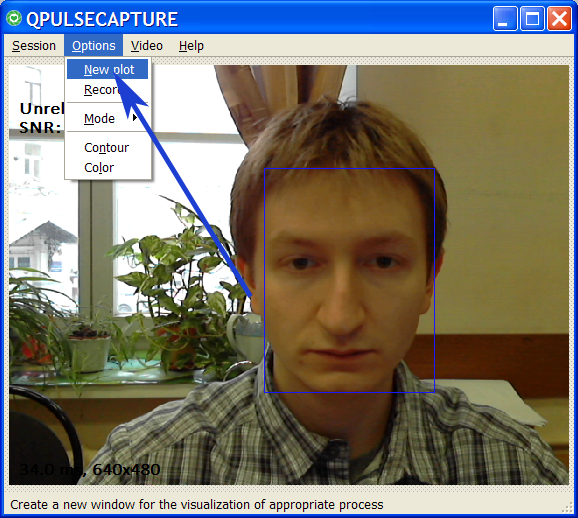 QPULSECAPTURE
Session Options Video Help
New plot
Record
Mode
Contour
Color
SNR:
34.0 ms, 640x480
Create a new window for the visualization of appropriate process